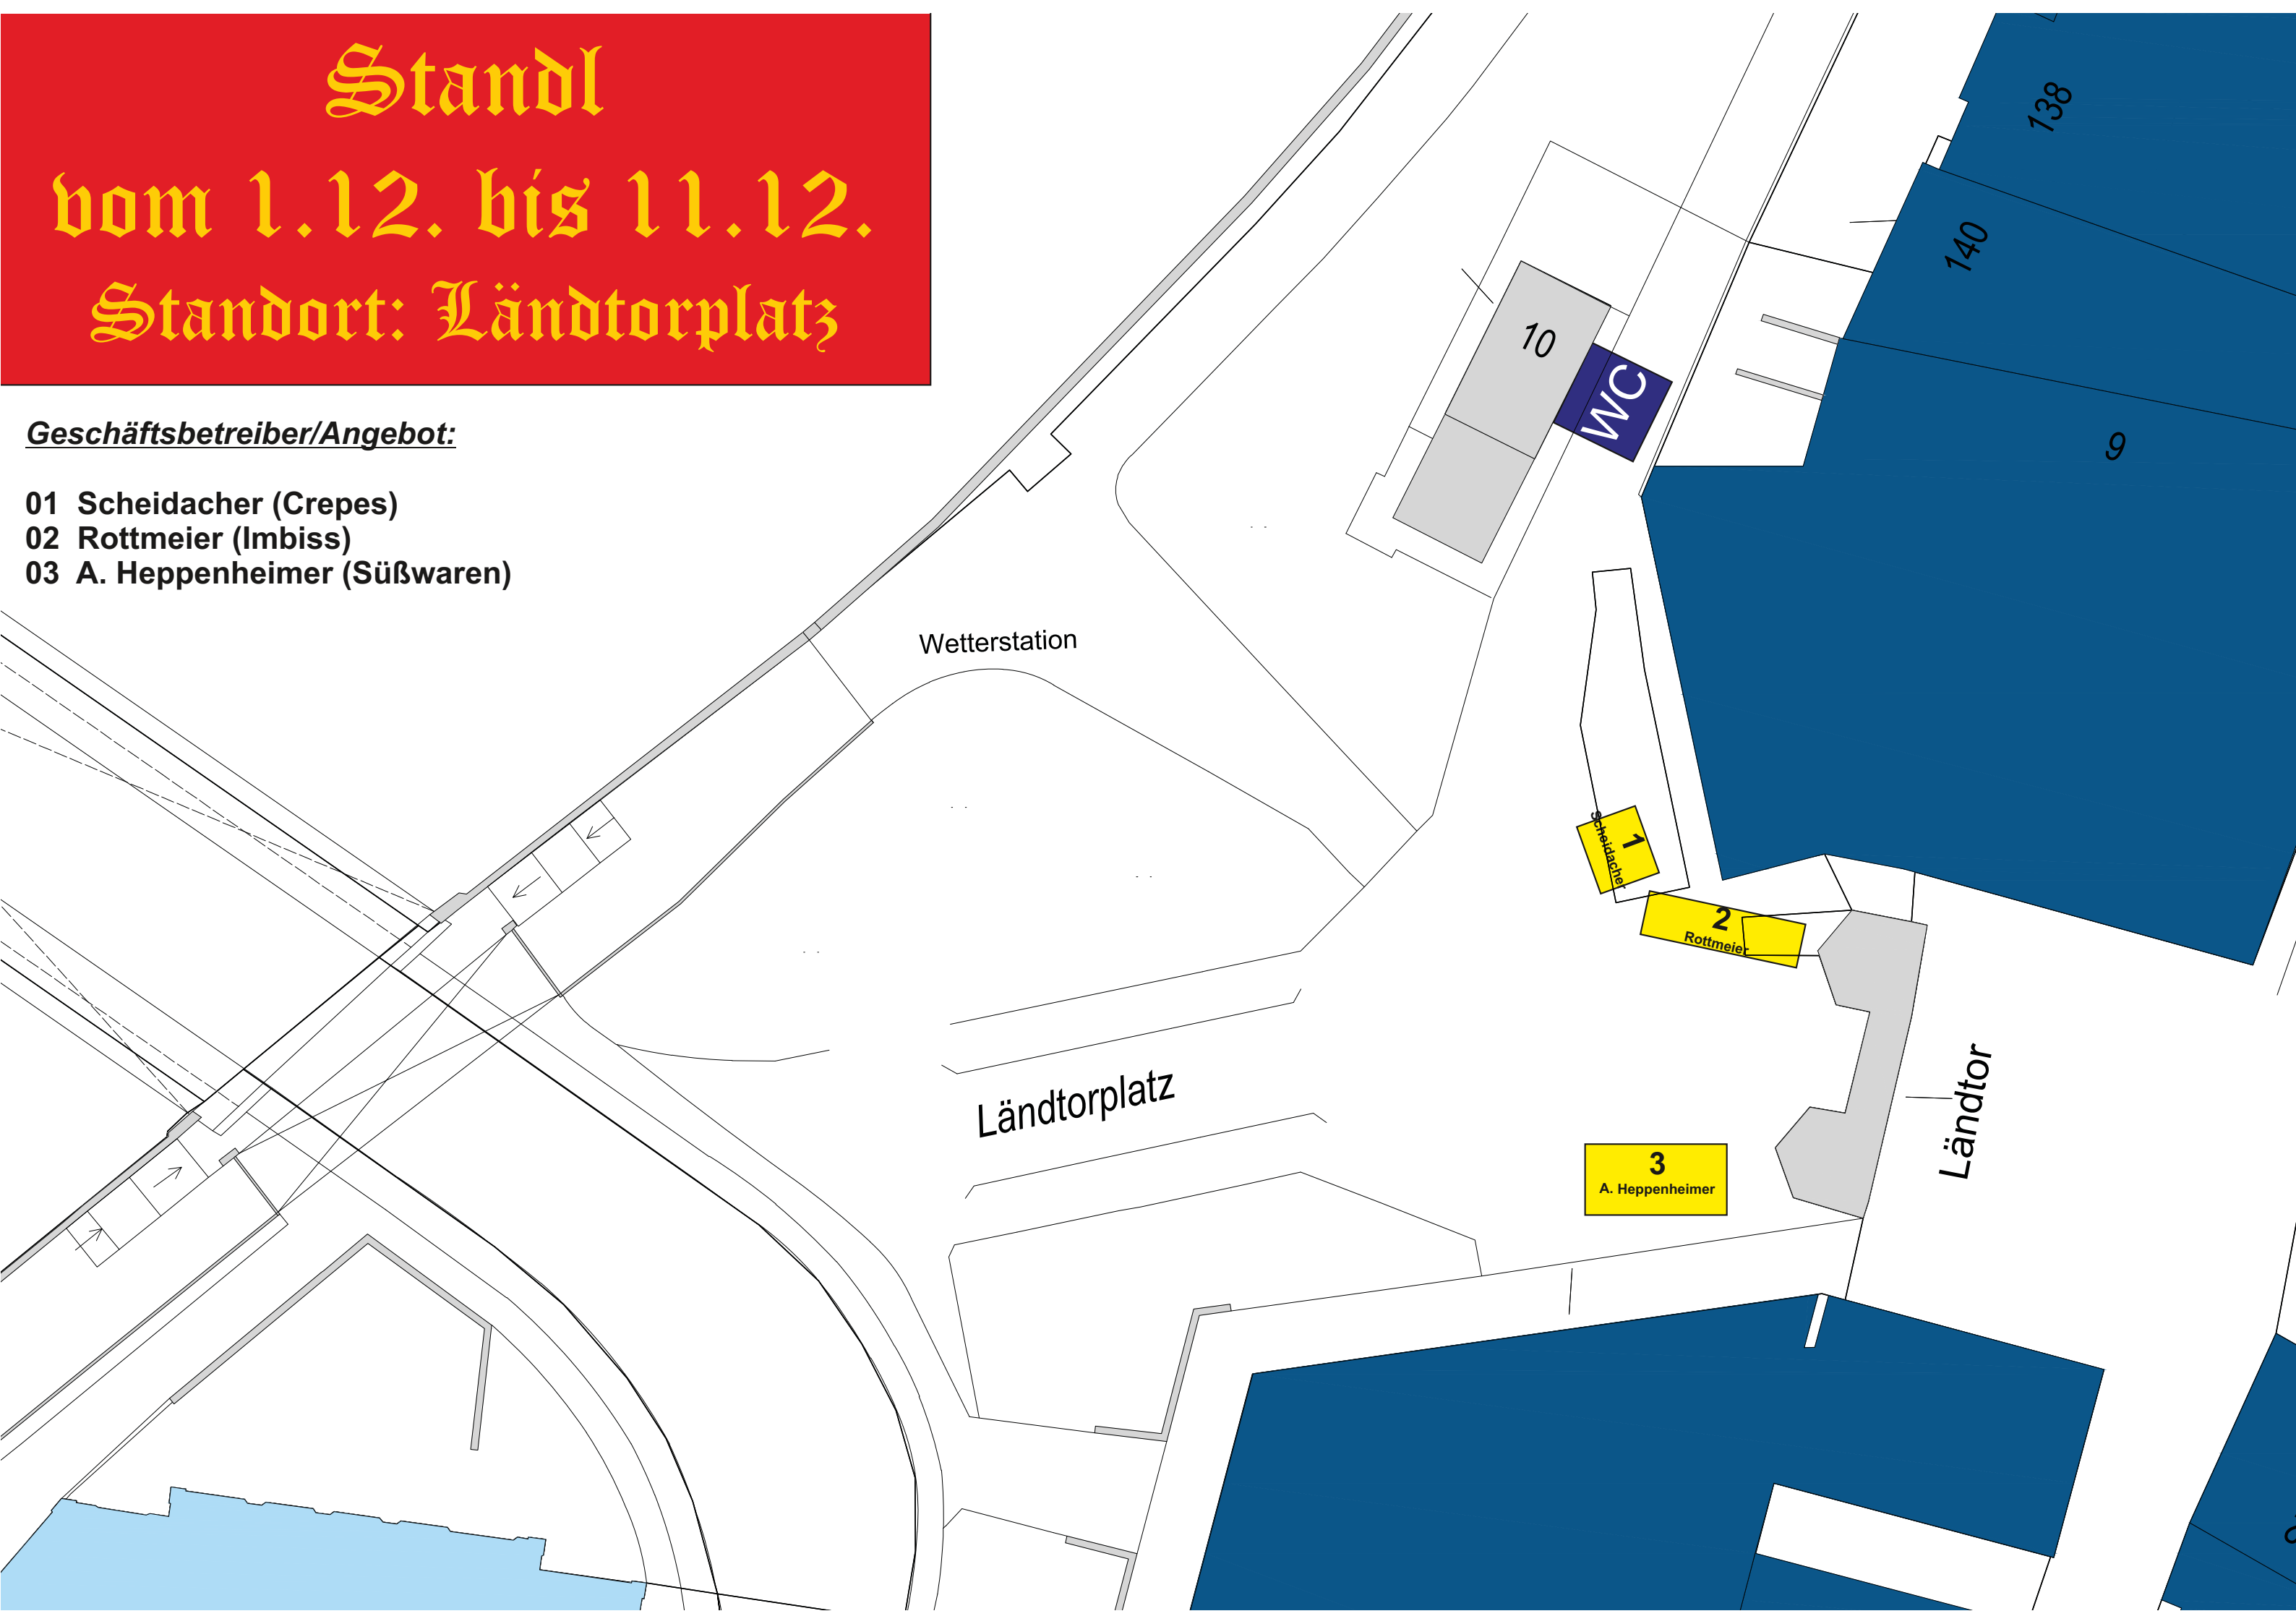 Standl
vom 1.12. bis 11.12.
Standort: Ländtorplatz
Geschäftsbetreiber/Angebot:
01 Scheidacher (Crepes)
02 Rottmeier (Imbiss)
03 A. Heppenheimer (Süßwaren)
138
140
10
WC
9
Wetterstation
1
Scheidacher
2
Rottmeier
Ländtorplatz
Ländtor
3
A. Heppenheimer